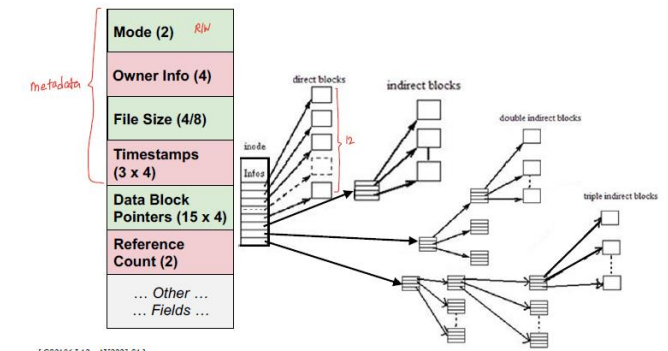 Mode (2) R/W
metadata
Owner Info (4)
File Size (4/8)
Timestamps
(3 x 4)
Data Block
Pointers (15 x 4)
Reference
Count (2)
... Other ...
... Fields ...
inode
Infos
direct blocks
12
indirect blocks
double indirect blocks
triple indirect blocks